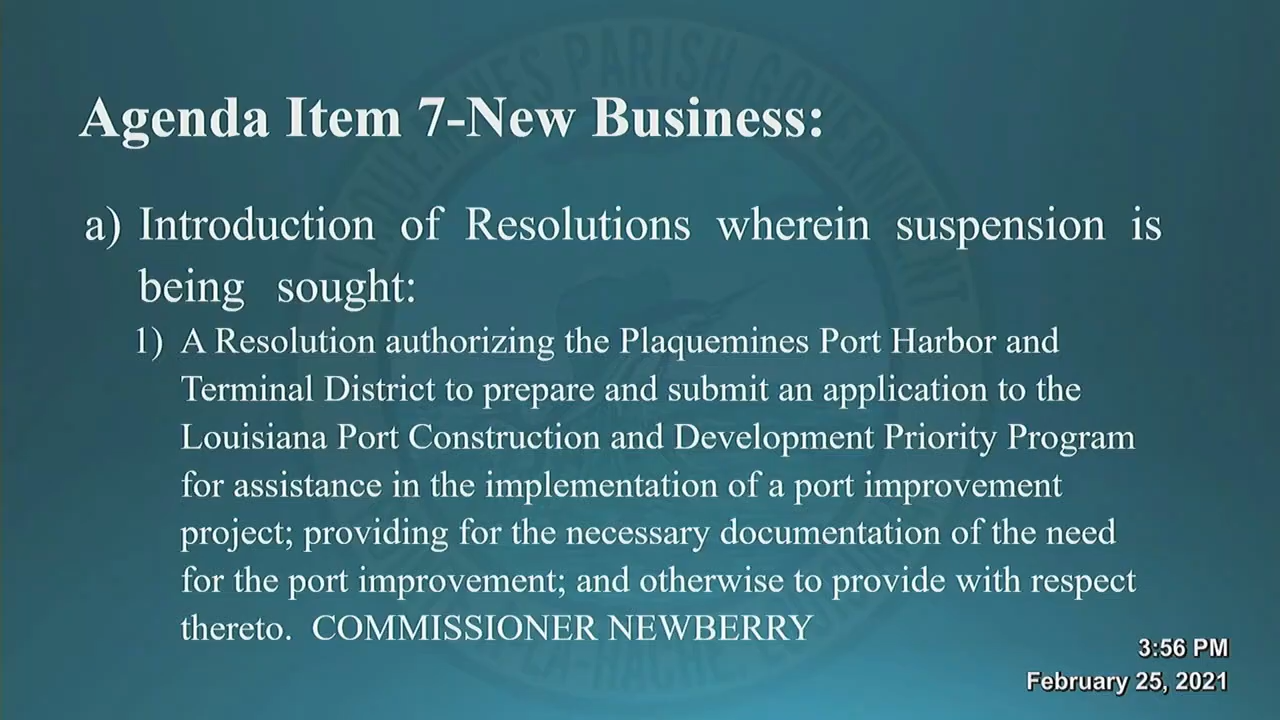 PLAQUEMINES PARISH GOVERNMENT
Agenda Item 7-New Business:
a) Introduction of Resolutions wherein suspension is
being sought:
1) A Resolution authorizing the Plaquemines Port Harbor and
Terminal District to prepare and submit an application to the
Louisiana Port Construction and Development Priority Program
for assistance in the implementation of a port improvement
project; providing for the necessary documentation of the need
for the port improvement; and otherwise to provide with respect
thereto. COMMISSIONER NEWBERRY
3:56 PM
February 25, 2021